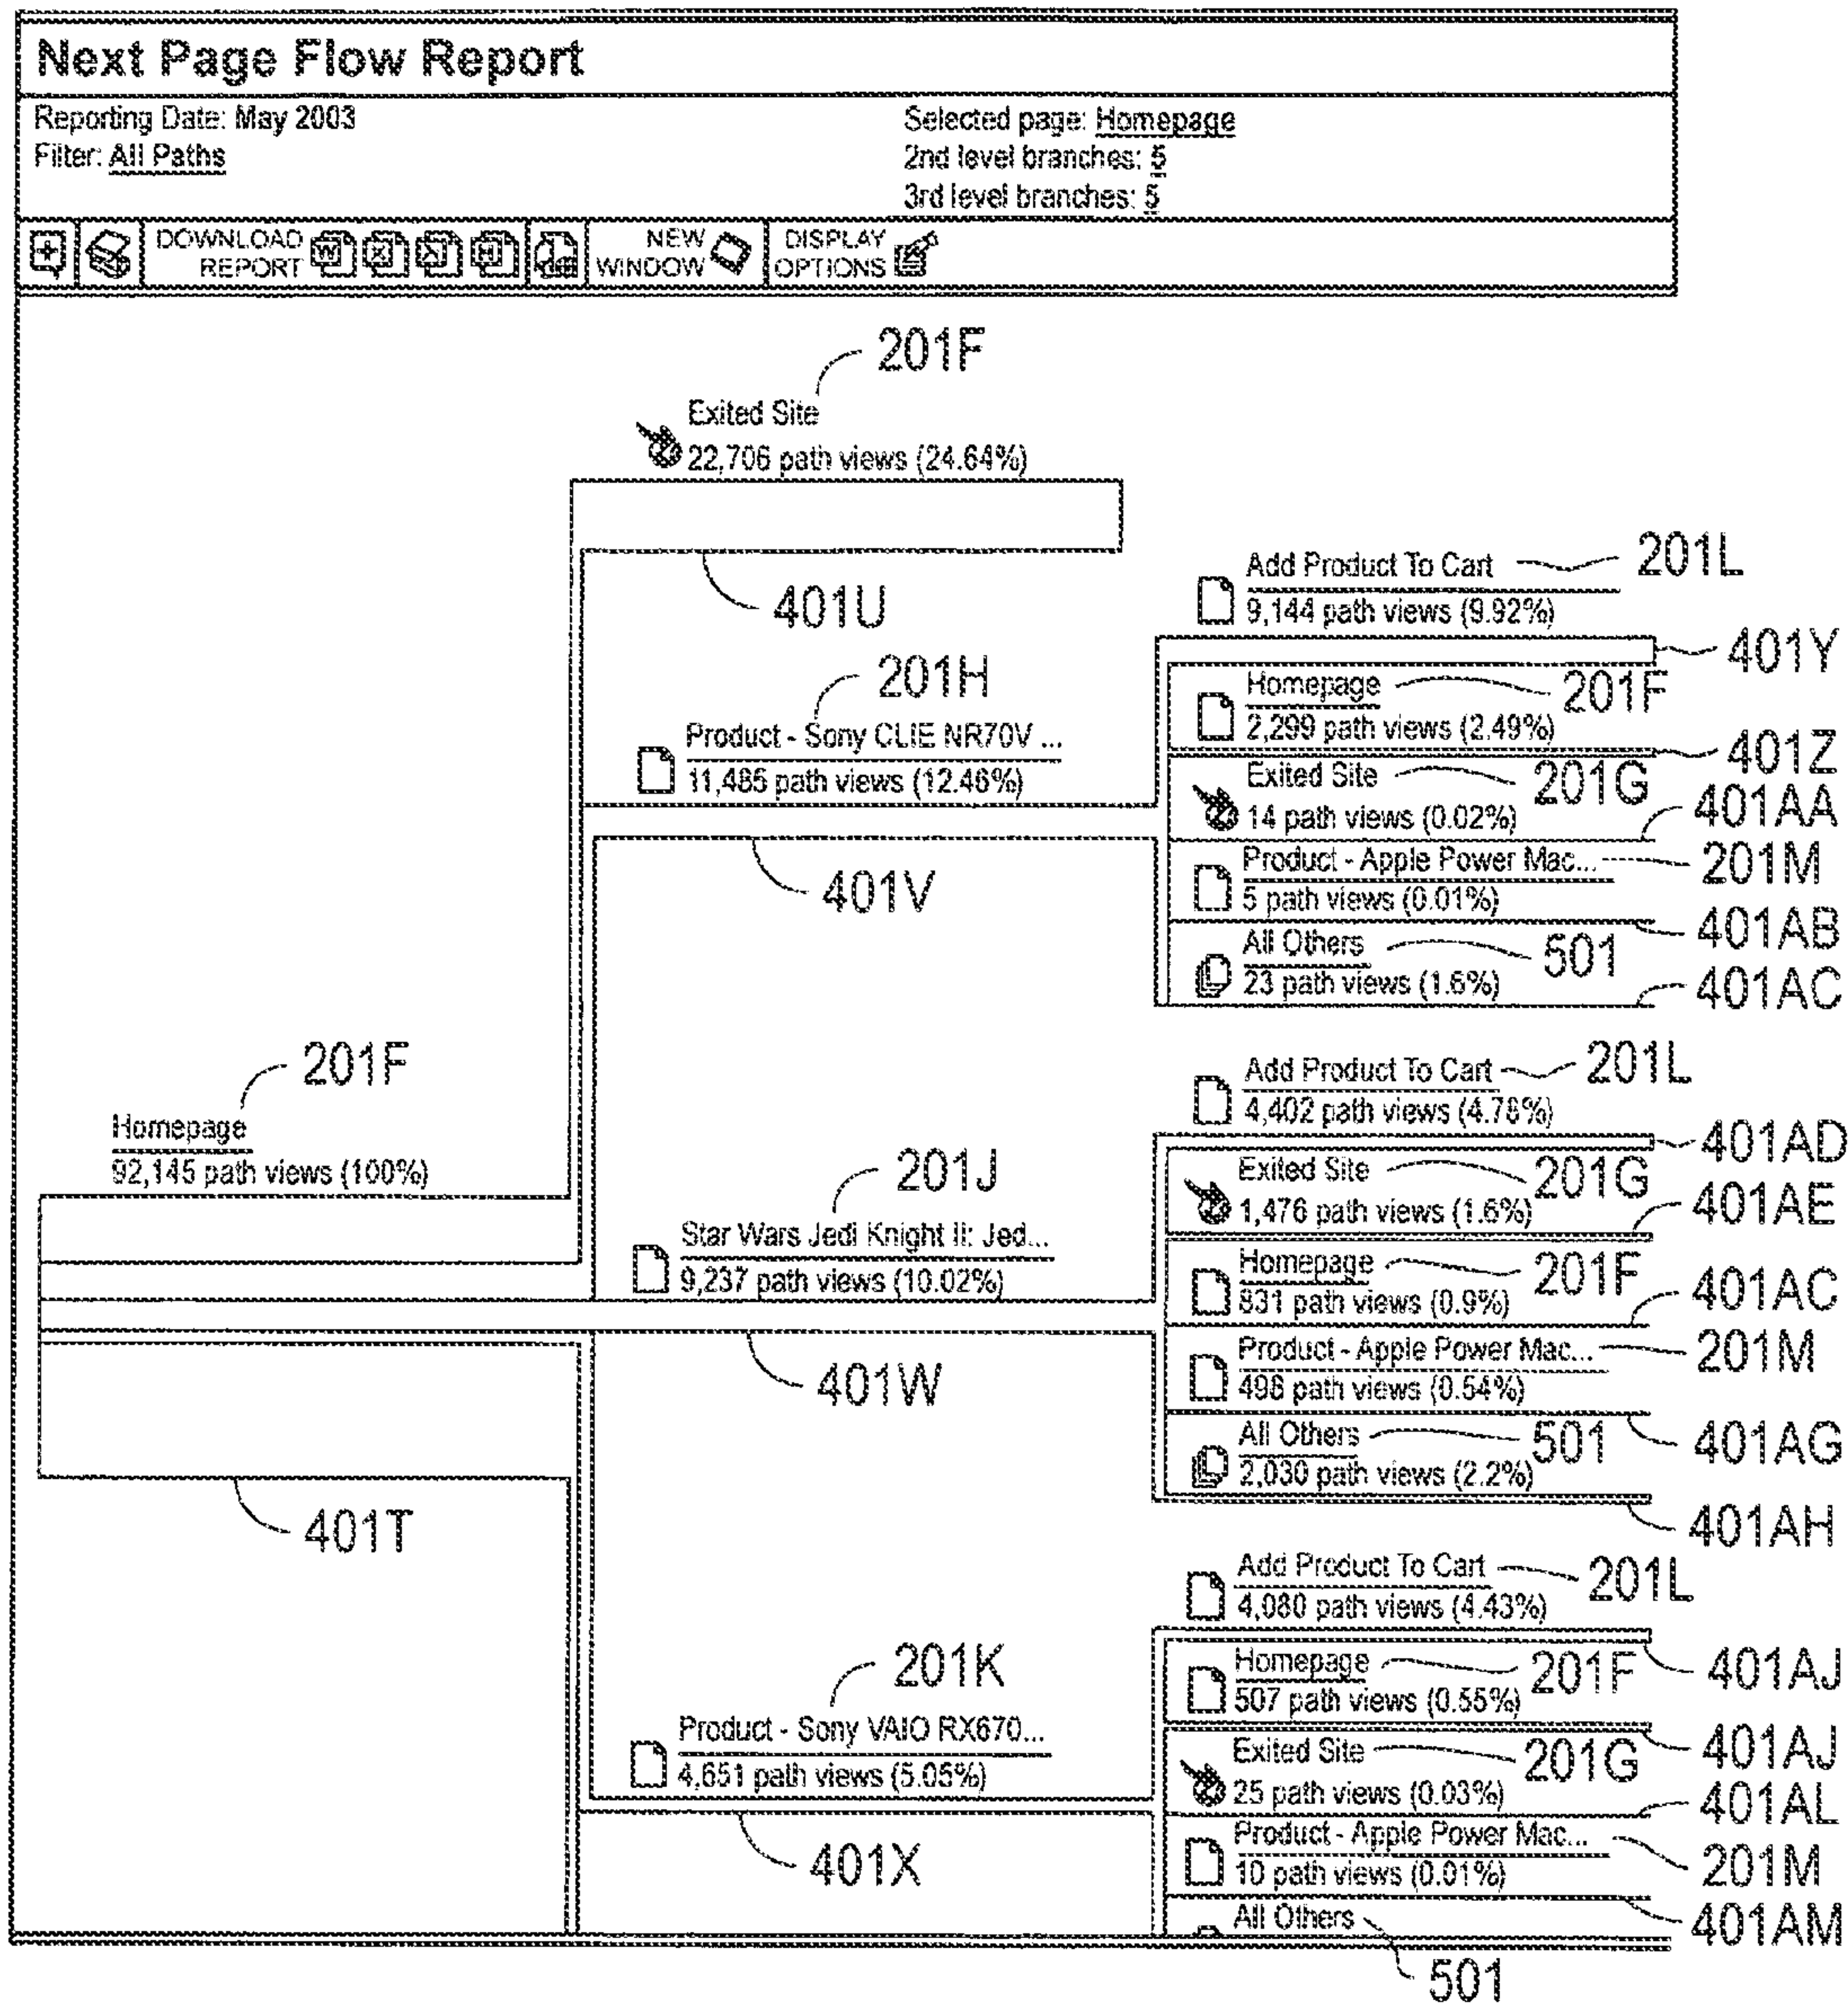 Next Page Flow Report
Reporting Date: May 2003
Filter: All Paths
Selected page: Homepage
2nd level branches: 5
3rd level branches: 5
DOWNLOAD REPORT
NEW WINDOW
DISPLAY OPTIONS
201F
Exited Site
22,706 path views (24.64%)
401U
Add Product To Cart 201L
9,144 path views (9.92%)
401Y
201H
Product - Sony CLIE NR70V ...
11,485 path views (12.46%)
401V
Homepage 201F
2,299 path views (2.49%)
401Z
Exited Site 201G
14 path views (0.02%)
401AA
Product - Apple Power Mac... 201M
5 path views (0.01%)
401AB
All Others 501
23 path views (1.6%)
401AC
201F
Homepage
92,145 path views (100%)
401T
Add Product To Cart 201L
4,402 path views (4.78%)
401AD
201J
Star Wars Jedi Knight II: Jed...
9,237 path views (10.02%)
401W
Exited Site 201G
1,476 path views (1.6%)
401AE
Homepage 201F
831 path views (0.9%)
401AC
Product - Apple Power Mac... 201M
498 path views (0.54%)
401AG
All Others 501
2,030 path views (2.2%)
401AH
Add Product To Cart 201L
4,080 path views (4.43%)
401AJ
201K
Product - Sony VAIO RX670...
4,651 path views (5.05%)
401X
Homepage 201F
507 path views (0.55%)
401AJ
Exited Site 201G
25 path views (0.03%)
401AL
Product - Apple Power Mac... 201M
10 path views (0.01%)
401AM
All Others
501